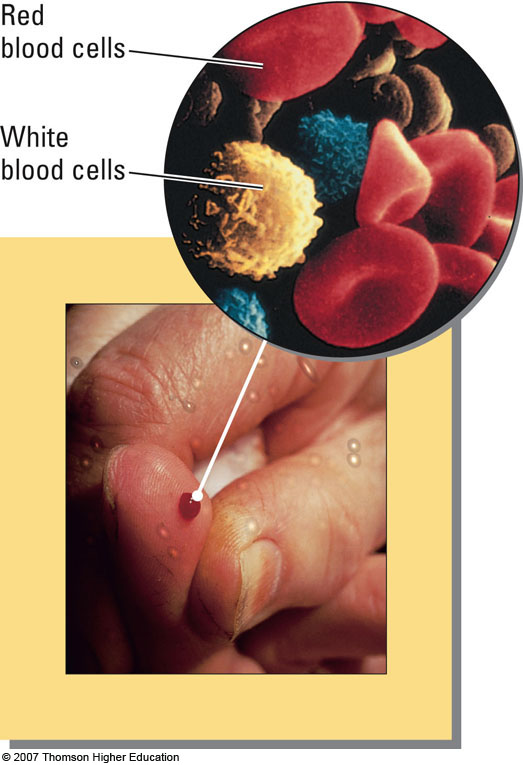 Red
blood cells
White
blood cells
© 2007 Thomson Higher Education